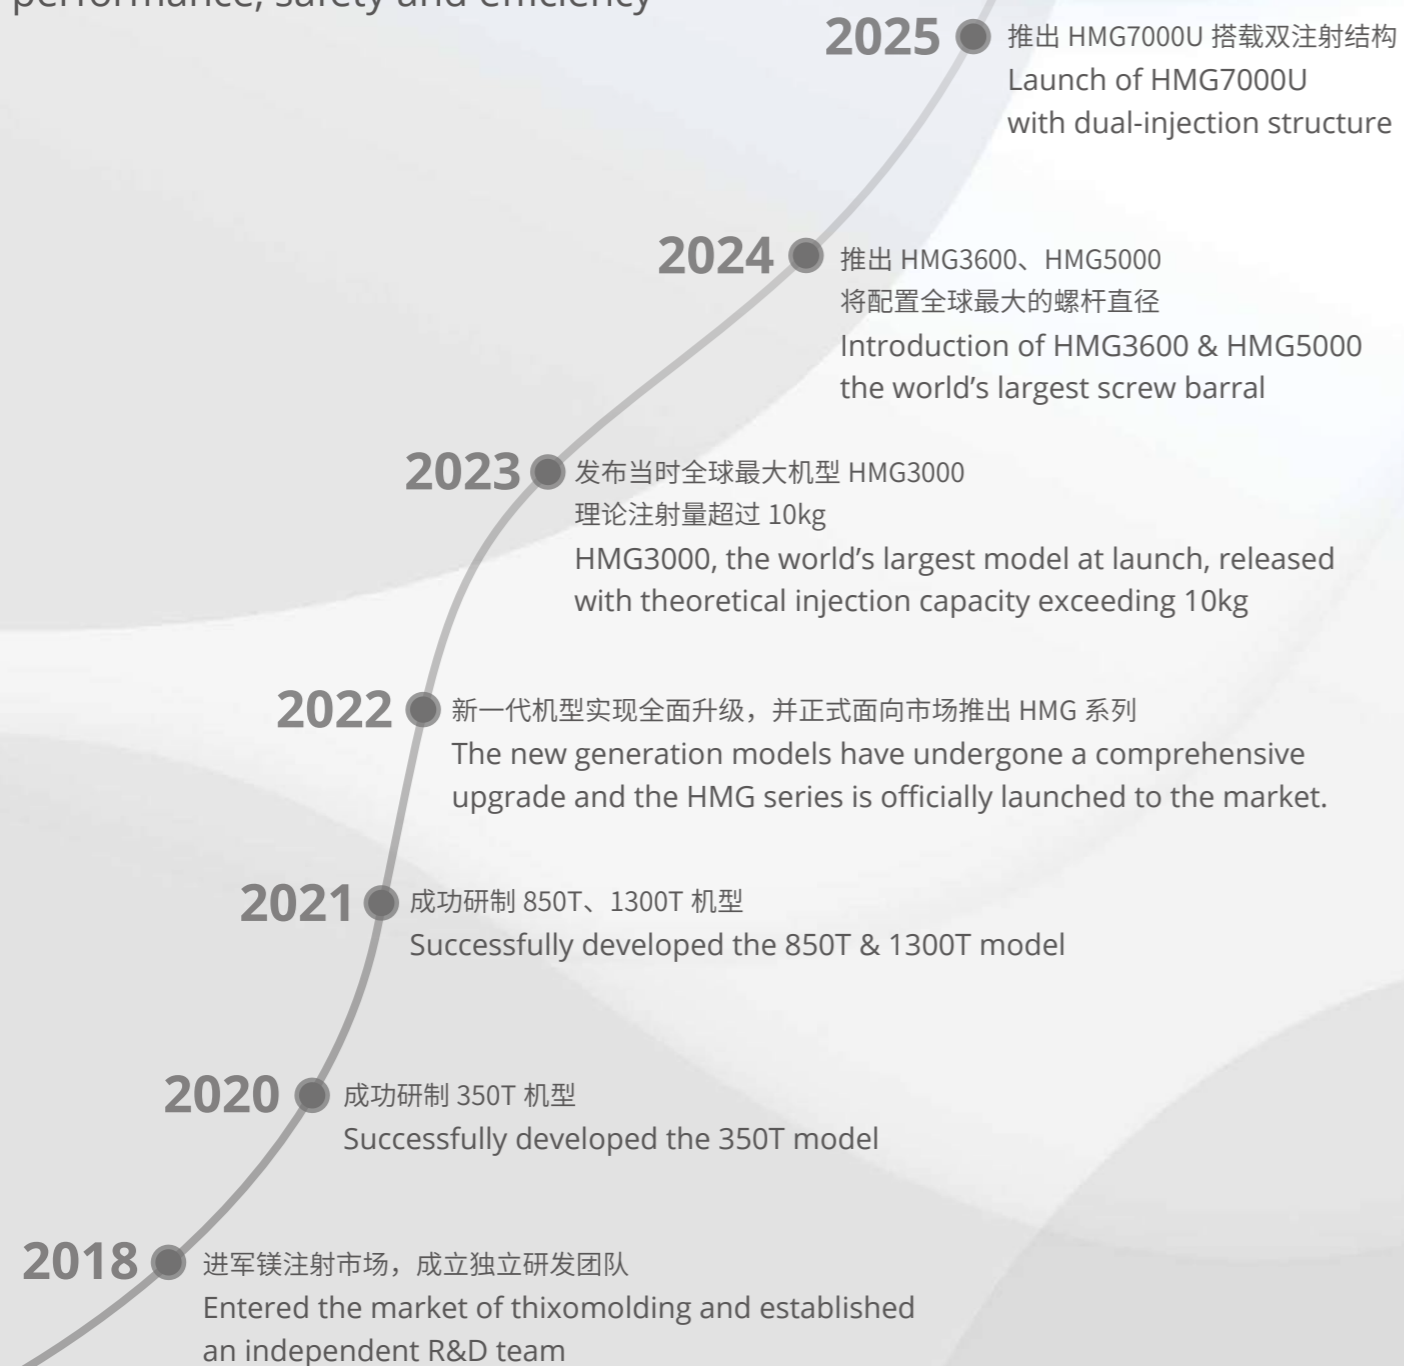 performance, safety and efficiency
2025
推出 HMG7000U 搭载双注射结构
Launch of HMG7000U
with dual-injection structure
2024
推出 HMG3600、HMG5000
将配置全球最大的螺杆直径
Introduction of HMG3600 & HMG5000
the world’s largest screw barral
2023
发布当时全球最大机型 HMG3000
理论注射量超过 10kg
HMG3000, the world’s largest model at launch, released
with theoretical injection capacity exceeding 10kg
2022
新一代机型实现全面升级，并正式面向市场推出 HMG 系列
The new generation models have undergone a comprehensive
upgrade and the HMG series is officially launched to the market.
2021
成功研制 850T、1300T 机型
Successfully developed the 850T & 1300T model
2020
成功研制 350T 机型
Successfully developed the 350T model
2018
进军镁注射市场，成立独立研发团队
Entered the market of thixomolding and established
an independent R&D team